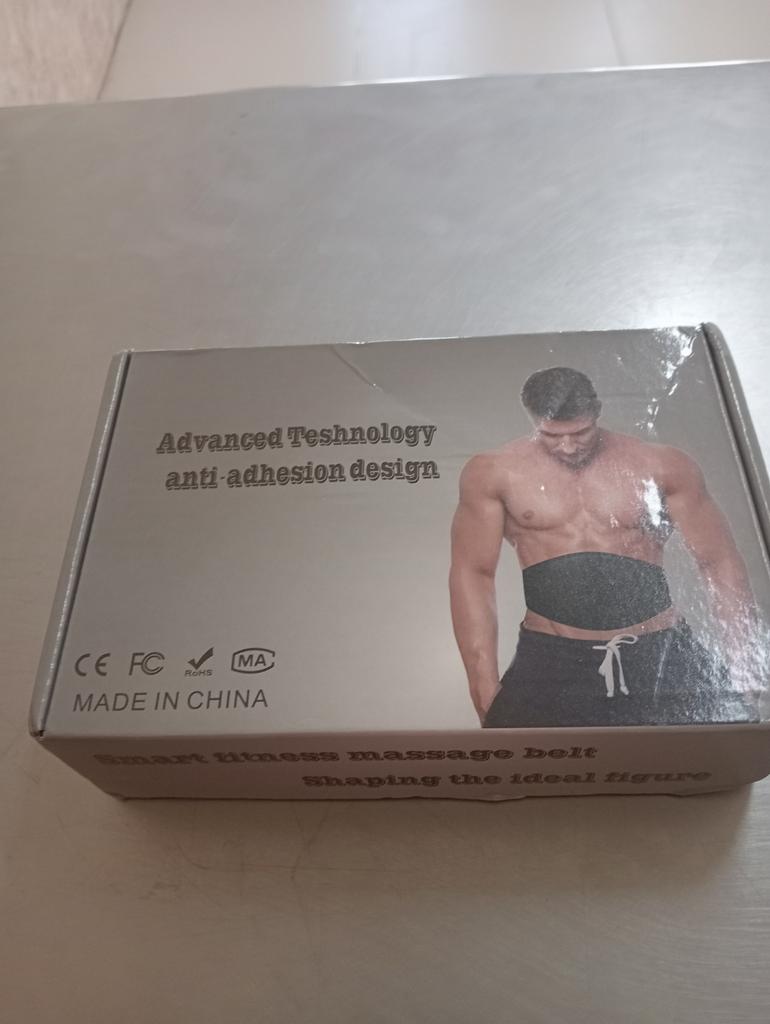 Advanced Teshnology
anti-adhesion design
CE FC RoHS MA
MADE IN CHINA
Smart fitness massage belt
Shaping the ideal figure